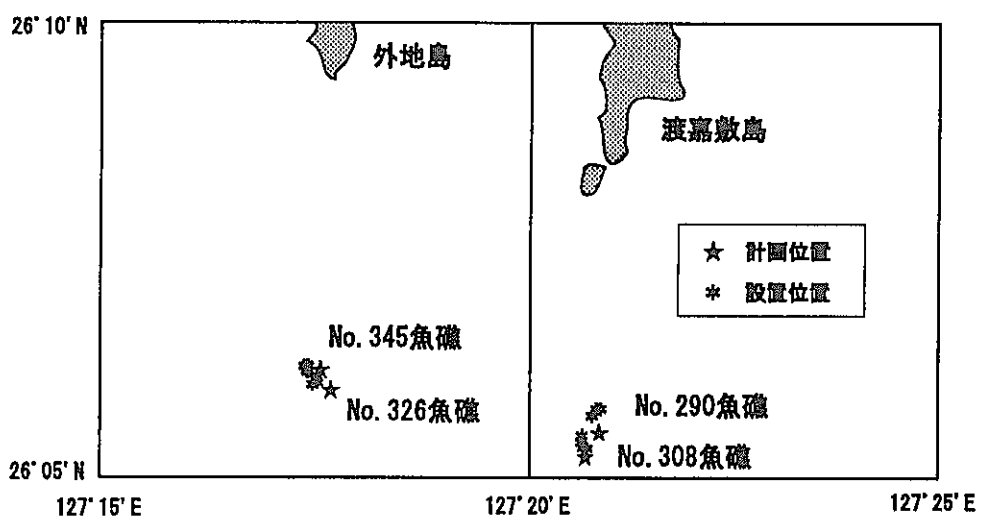 26°10'N
外地島
渡嘉敷島
★ 計画位置
* 設置位置
No. 345魚礁
No. 326魚礁
No. 290魚礁
No. 308魚礁
26°05'N
127°15'E
127°20'E
127°25'E